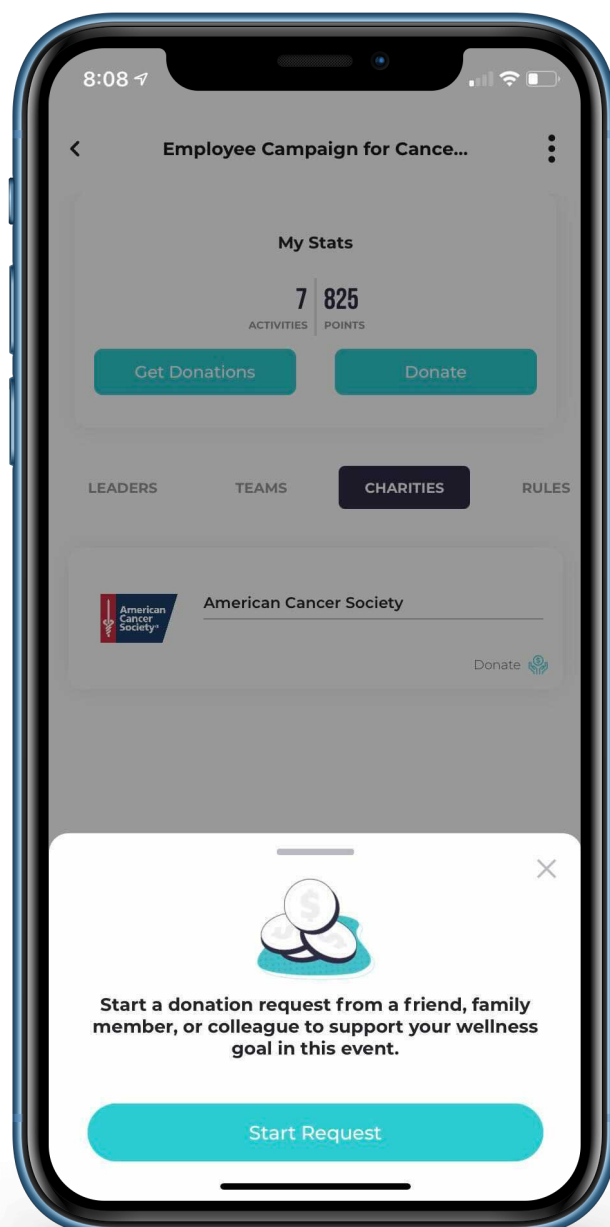 8:08
Employee Campaign for Cance...
My Stats
7 825
ACTIVITIES POINTS
Get Donations Donate
LEADERS TEAMS CHARITIES RULES
American
Cancer
Society
American Cancer Society
Donate
Start a donation request from a friend, family
member, or colleague to support your wellness
goal in this event.
Start Request